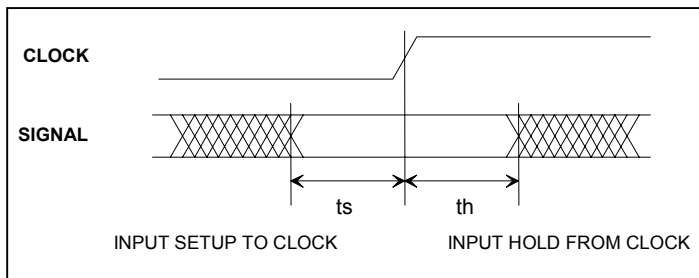 CLOCK
SIGNAL
ts th
INPUT SETUP TO CLOCK INPUT HOLD FROM CLOCK